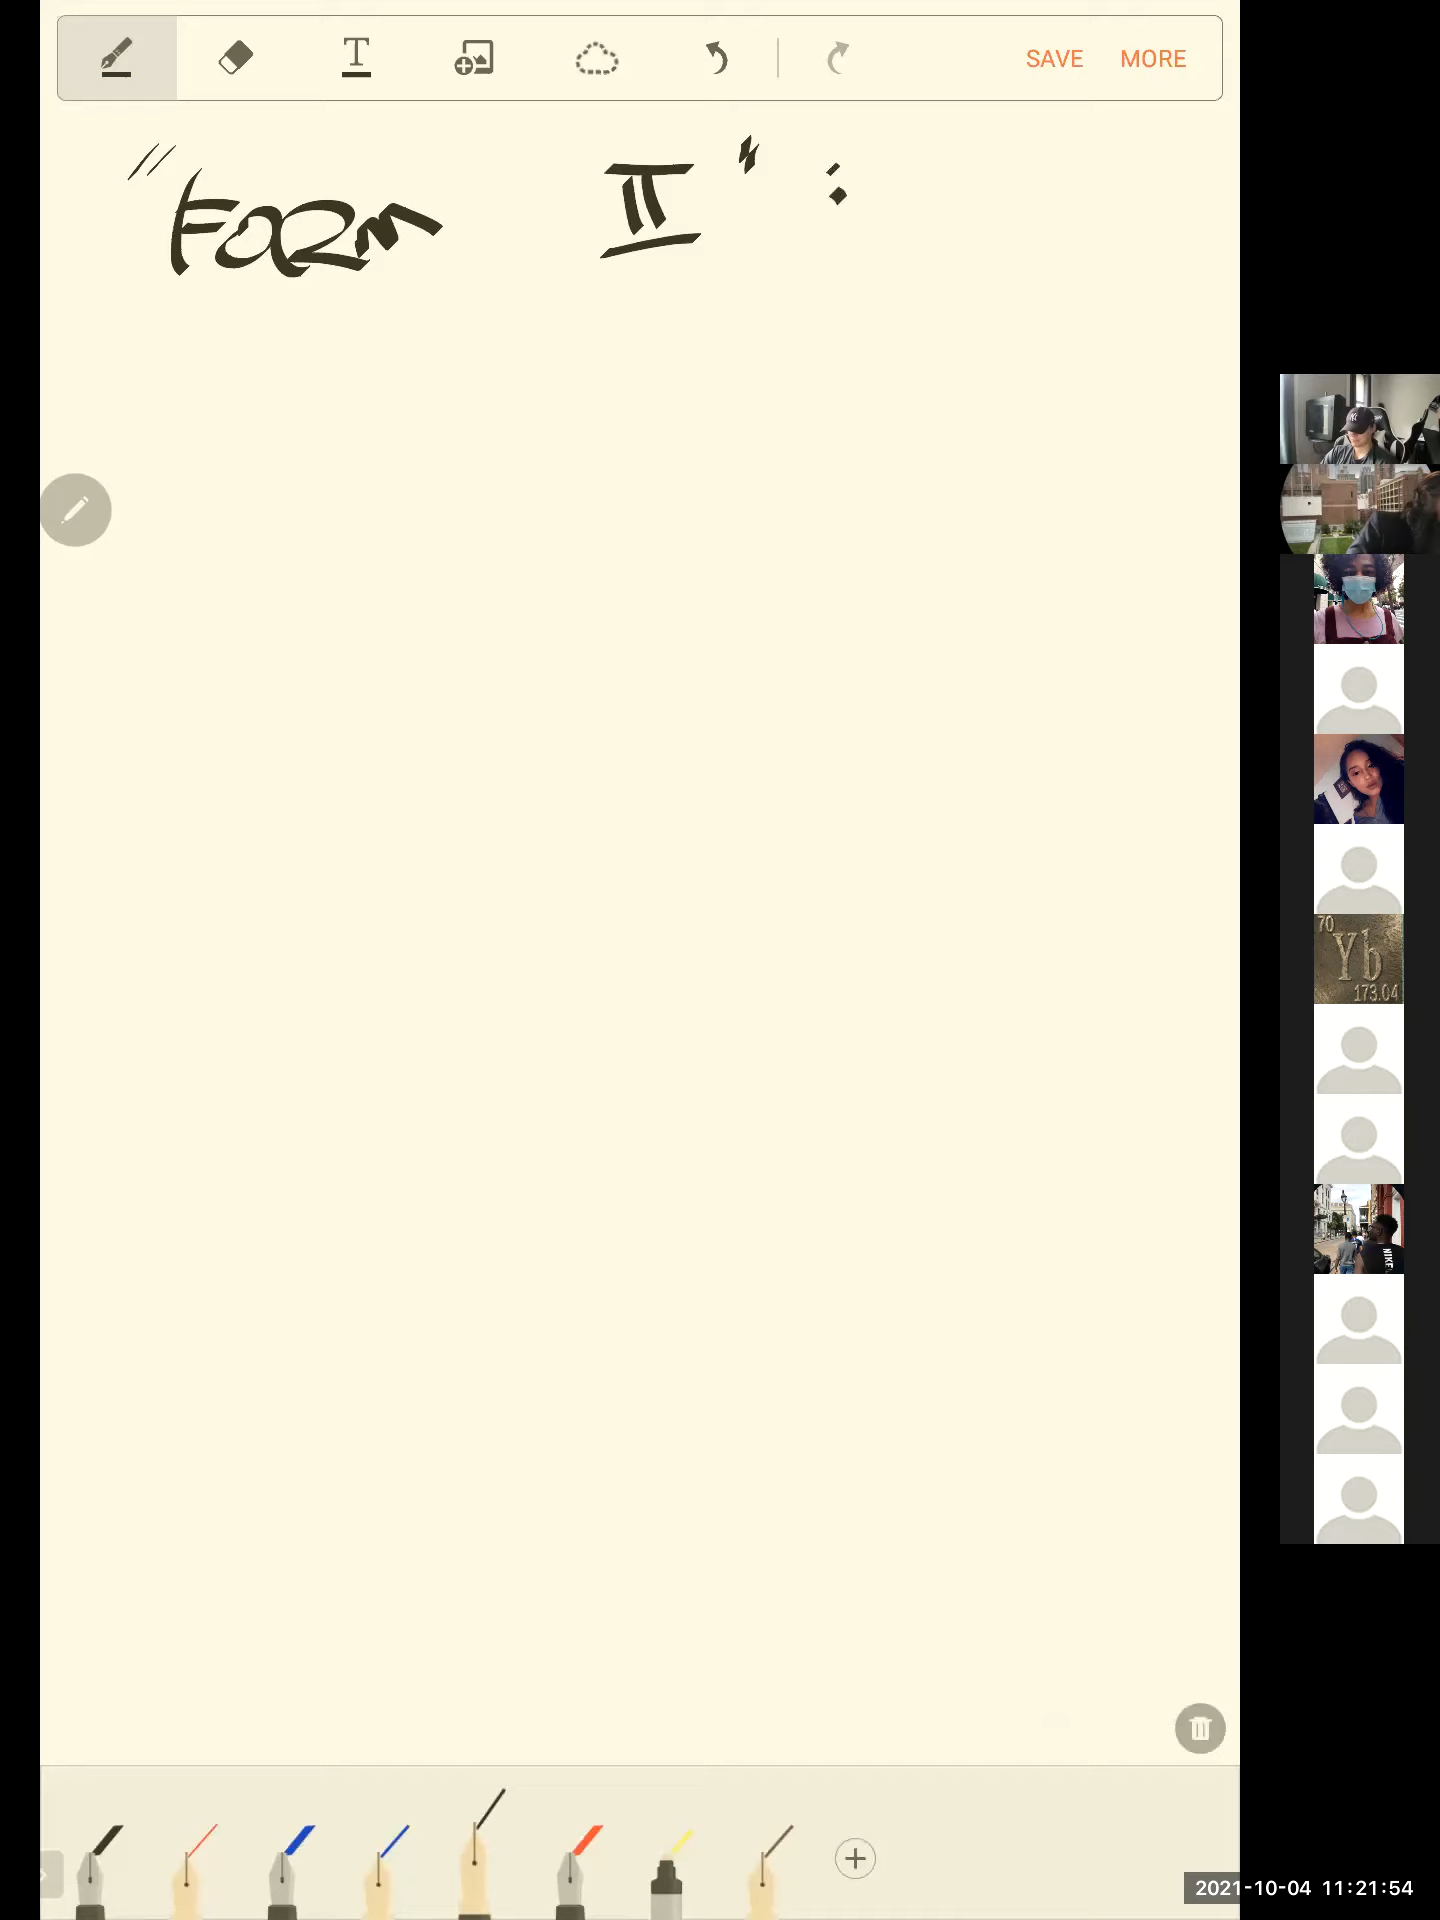 T SAVE MORE
"FORM II" :
70
Yb
173.04
NIKE
2021-10-04 11:21:54